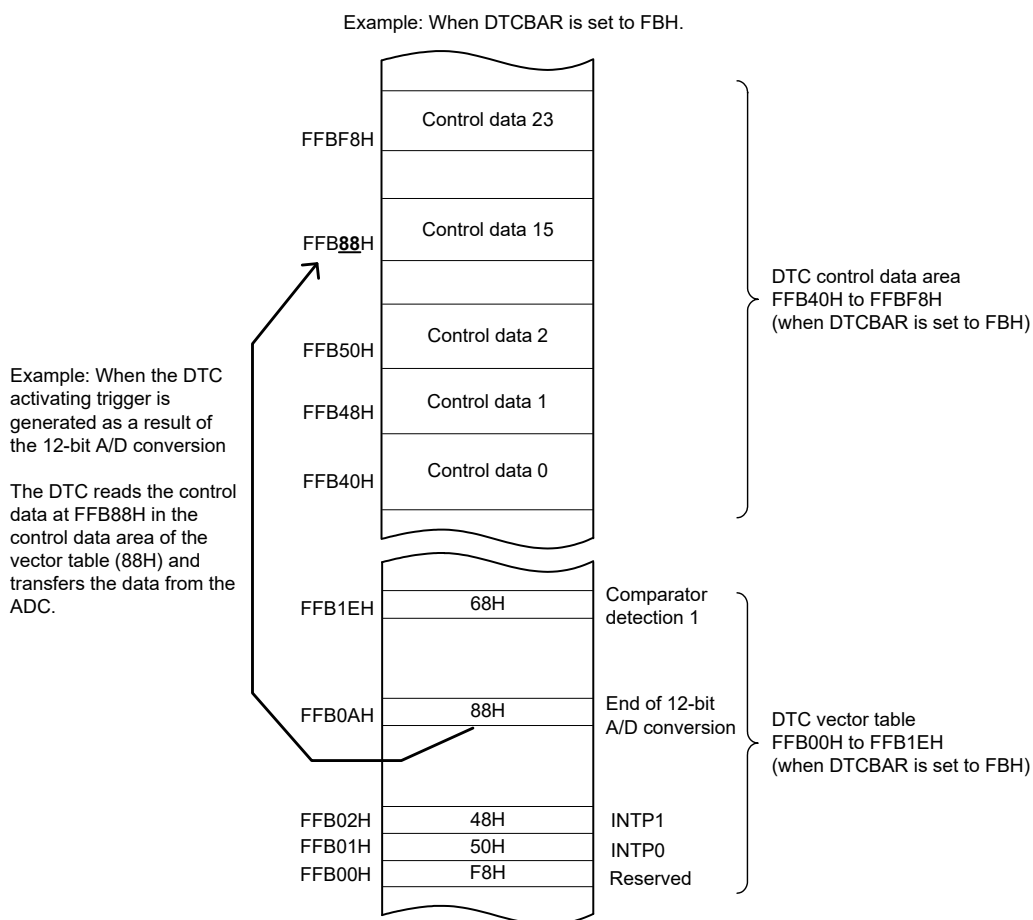 Example: When DTCBAR is set to FBH.
Control data 23
FFBF8H
Control data 15
FFB88H
DTC control data area
FFB40H to FFBF8H
(when DTCBAR is set to FBH)
Control data 2
FFB50H
Example: When the DTC
activating trigger is
generated as a result of
the 12-bit A/D conversion
Control data 1
FFB48H
Control data 0
FFB40H
The DTC reads the control
data at FFB88H in the
control data area of the
vector table (88H) and
transfers the data from the
ADC.
FFB1EH
68H
Comparator
detection 1
FFB0AH
88H
End of 12-bit
A/D conversion
DTC vector table
FFB00H to FFB1EH
(when DTCBAR is set to FBH)
FFB02H
48H
INTP1
FFB01H
50H
INTP0
FFB00H
F8H
Reserved